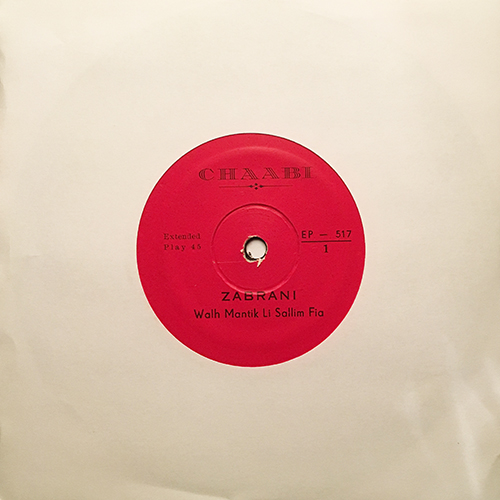 CHAABI
Extended
Play 45
EP — 517
1
ZABRANI
Walh Mantik Li Sallim Fia